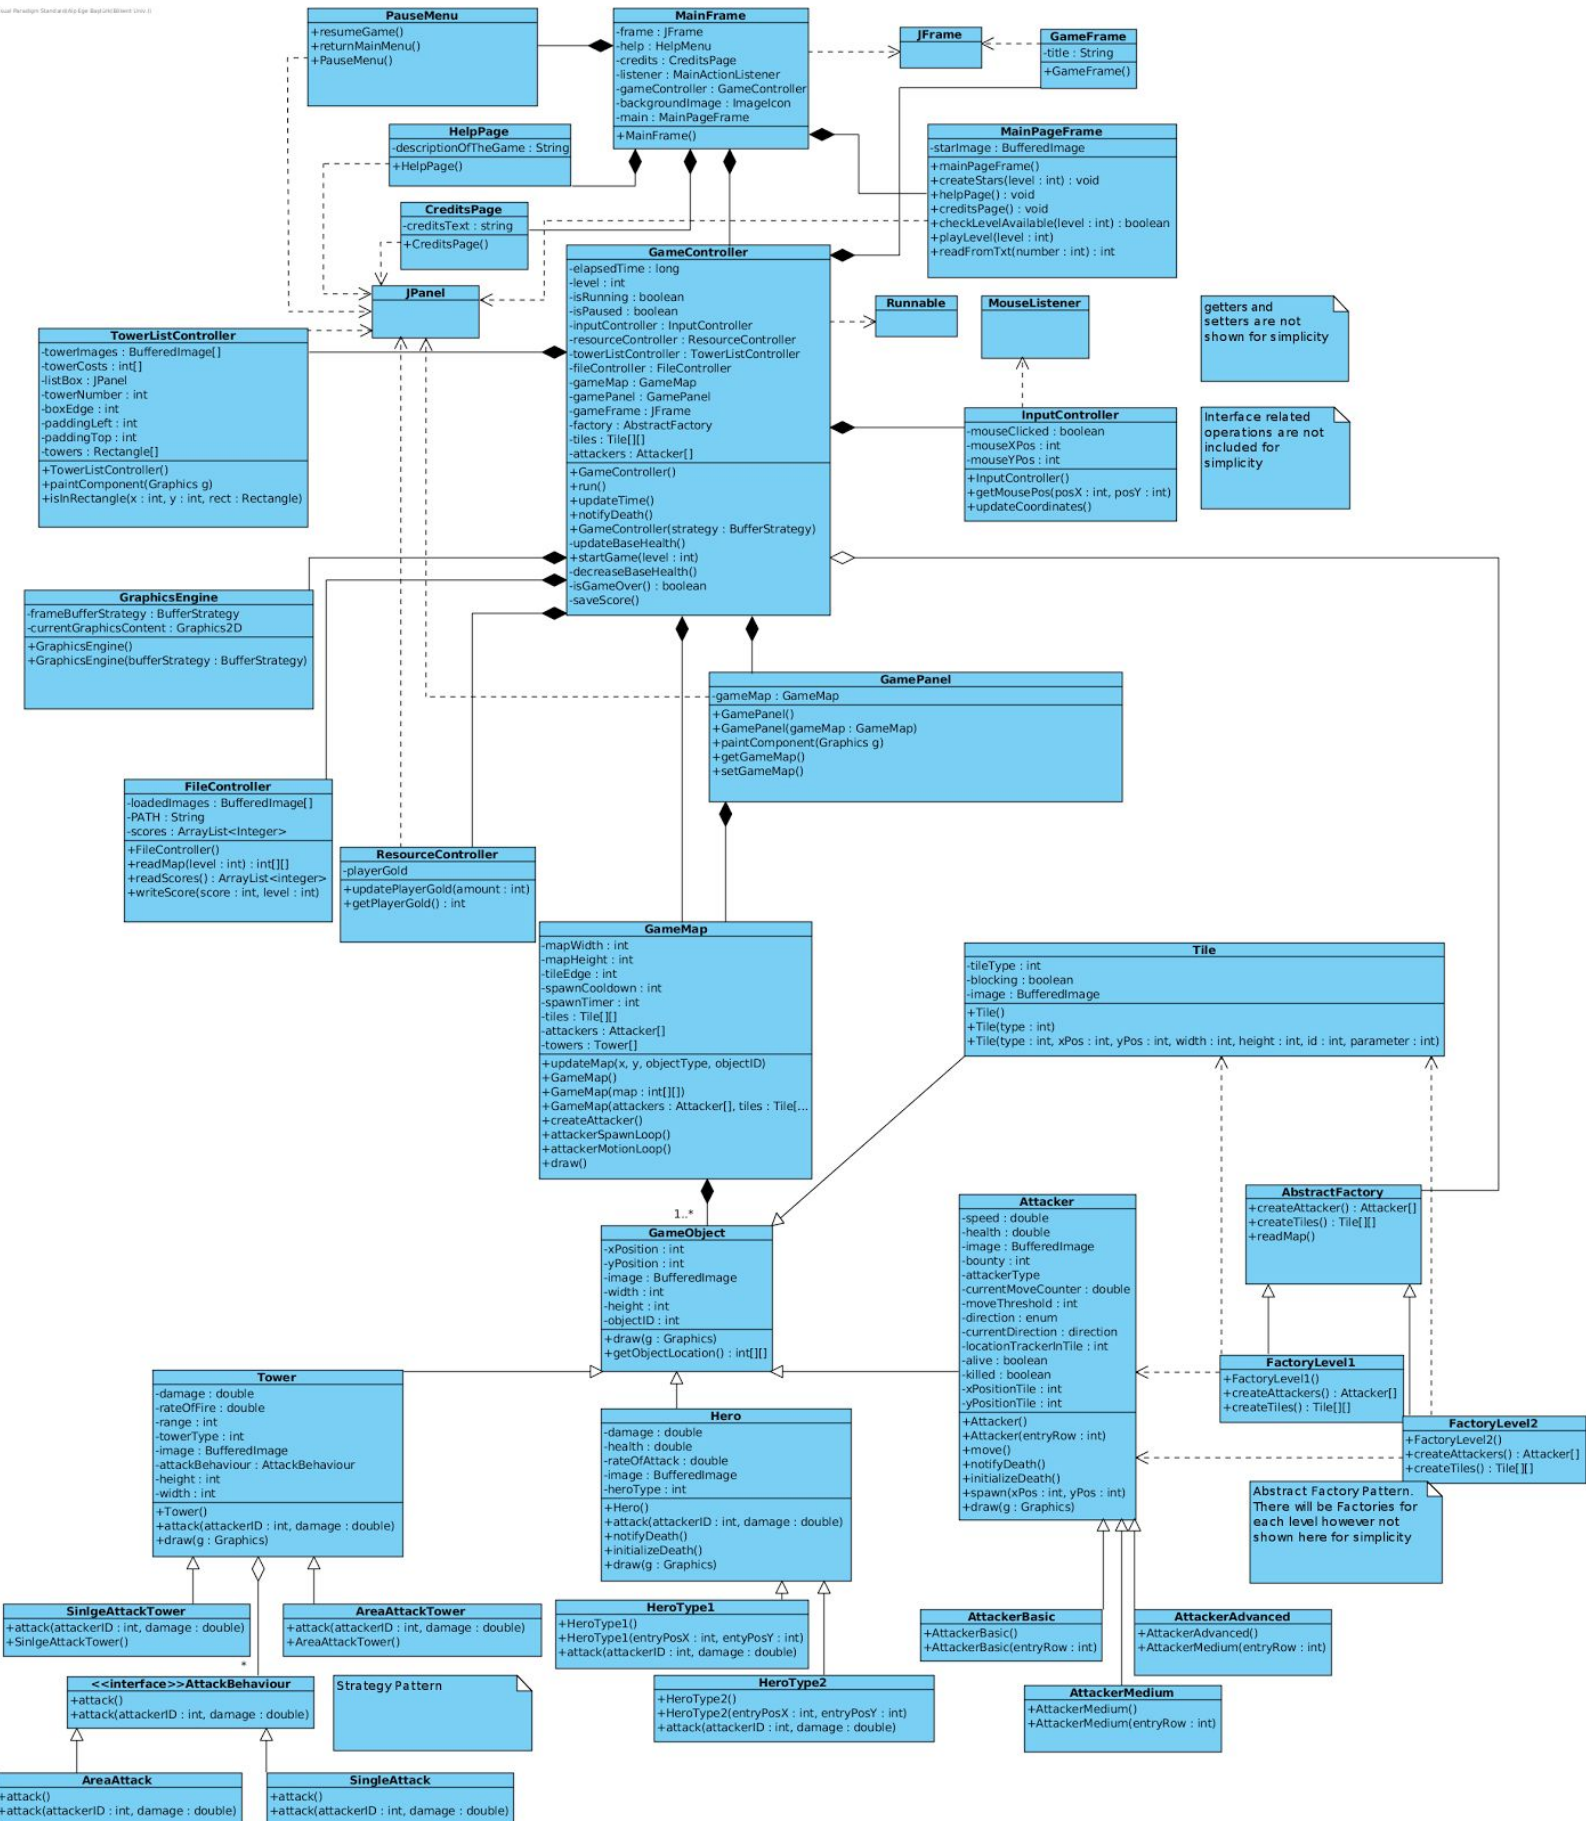 PauseMenu
+resumeGame()
+returnMainMenu()
+PauseMenu()
MainFrame
-frame : JFrame
-help : HelpMenu
-credits : CreditsPage
-listener : MainActionListener
-gameController : GameController
-backgroundImage : ImageIcon
-main : MainPageFrame
+MainFrame()
JFrame
GameFrame
-title : String
+GameFrame()
HelpPage
-descriptionOfTheGame : String
+HelpPage()
MainPageFrame
-starImage : BufferedImage
+mainPageFrame()
+createStars(level : int) : void
+helpPage() : void
+creditsPage() : void
+checkLevelAvailable(level : int) : boolean
+playLevel(level : int)
+readFromTxt(number : int) : int
CreditsPage
-creditsText : string
+CreditsPage()
JPanel
GameController
-elapsedTime : long
-level : int
-isRunning : boolean
-isPaused : boolean
-inputController : InputController
-resourceController : ResourceController
-towerListController : TowerListController
-fileController : FileController
-gameMap : GameMap
-gamePanel : GamePanel
-gameFrame : JFrame
-factory : AbstractFactory
-tiles : Tile[][]
-attackers : Attacker[]
+GameController()
+run()
+updateTime()
+notifyDeath()
+GameController(strategy : BufferStrategy)
-updateBaseHealth()
+startGame(level : int)
-decreaseBaseHealth()
-isGameOver() : boolean
-saveScore()
Runnable
MouseListener
getters and
setters are not
shown for simplicity
TowerListController
-towerImages : BufferedImage[]
-towerCosts : int[]
-listBox : JPanel
-towerNumber : int
-boxEdge : int
-paddingLeft : int
-paddingTop : int
-towers : Rectangle[]
+TowerListController()
+paintComponent(Graphics g)
+isInRectangle(x : int, y : int, rect : Rectangle)
InputController
-mouseClicked : boolean
-mouseXPos : int
-mouseYPos : int
+InputController()
+getMousePos(posX : int, posY : int)
+updateCoordinates()
Interface related
operations are not
included for
simplicity
GraphicsEngine
-frameBufferStrategy : BufferStrategy
-currentGraphicsContent : Graphics2D
+GraphicsEngine()
+GraphicsEngine(bufferStrategy : BufferStrategy)
GamePanel
-gameMap : GameMap
+GamePanel()
+GamePanel(gameMap : GameMap)
+paintComponent(Graphics g)
+getGameMap()
+setGameMap()
FileController
-loadedImages : BufferedImage[]
-PATH : String
-scores : ArrayList<Integer>
+FileController()
+readMap(level : int) : int[][]
+readScores() : ArrayList<integer>
+writeScore(score : int, level : int)
ResourceController
-playerGold
+updatePlayerGold(amount : int)
+getPlayerGold() : int
GameMap
-mapWidth : int
-mapHeight : int
-tileEdge : int
-spawnCooldown : int
-spawnTimer : int
-tiles : Tile[][]
-attackers : Attacker[]
-towers : Tower[]
+updateMap(x, y, objectType, objectID)
+GameMap()
+GameMap(map : int[][])
+GameMap(attackers : Attacker[], tiles : Tile[...
+createAttacker()
+attackerSpawnLoop()
+attackerMotionLoop()
+draw()
Tile
-tileType : int
-blocking : boolean
-image : BufferedImage
+Tile()
+Tile(type : int)
+Tile(type : int, xPos : int, yPos : int, width : int, height : int, id : int, parameter : int)
1..*
GameObject
-xPosition : int
-yPosition : int
-image : BufferedImage
-width : int
-height : int
-objectID : int
+draw(g : Graphics)
+getObjectLocation() : int[][]
Attacker
-speed : double
-health : double
-image : BufferedImage
-bounty : int
-attackerType
-currentMoveCounter : double
-moveThreshold : int
-direction : enum
-currentDirection : direction
-locationTrackerInTile : int
-alive : boolean
-killed : boolean
-xPositionTile : int
-yPositionTile : int
+Attacker()
+Attacker(entryRow : int)
+move()
+notifyDeath()
+initializeDeath()
+spawn(xPos : int, yPos : int)
+draw(g : Graphics)
AbstractFactory
+createAttacker() : Attacker[]
+createTiles() : Tile[][]
+readMap()
FactoryLevel1
+FactoryLevel1()
+createAttackers() : Attacker[]
+createTiles() : Tile[][]
FactoryLevel2
+FactoryLevel2()
+createAttackers() : Attacker[]
+createTiles() : Tile[][]
Abstract Factory Pattern.
There will be Factories for
each level however not
shown here for simplicity
Tower
-damage : double
-rateOfFire : double
-range : int
-towerType : int
-image : BufferedImage
-attackBehaviour : AttackBehaviour
-height : int
-width : int
+Tower()
+attack(attackerID : int, damage : double)
+draw(g : Graphics)
Hero
-damage : double
-health : double
-rateOfAttack : double
-image : BufferedImage
-heroType : int
+Hero()
+attack(attackerID : int, damage : double)
+notifyDeath()
+initializeDeath()
+draw(g : Graphics)
SinlgeAttackTower
+attack(attackerID : int, damage : double)
+SinlgeAttackTower()
AreaAttackTower
+attack(attackerID : int, damage : double)
+AreaAttackTower()
HeroType1
+HeroType1()
+HeroType1(entryPosX : int, entyPosY : int)
+attack(attackerID : int, damage : double)
AttackerBasic
+AttackerBasic()
+AttackerBasic(entryRow : int)
AttackerAdvanced
+AttackerAdvanced()
+AttackerMedium(entryRow : int)
*
<<interface>>AttackBehaviour
+attack()
+attack(attackerID : int, damage : double)
Strategy Pattern
HeroType2
+HeroType2()
+HeroType2(entryPosX : int, entryPosY : int)
+attack(attackerID : int, damage : double)
AttackerMedium
+AttackerMedium()
+AttackerMedium(entryRow : int)
AreaAttack
+attack()
+attack(attackerID : int, damage : double)
SingleAttack
+attack()
+attack(attackerID : int, damage : double)